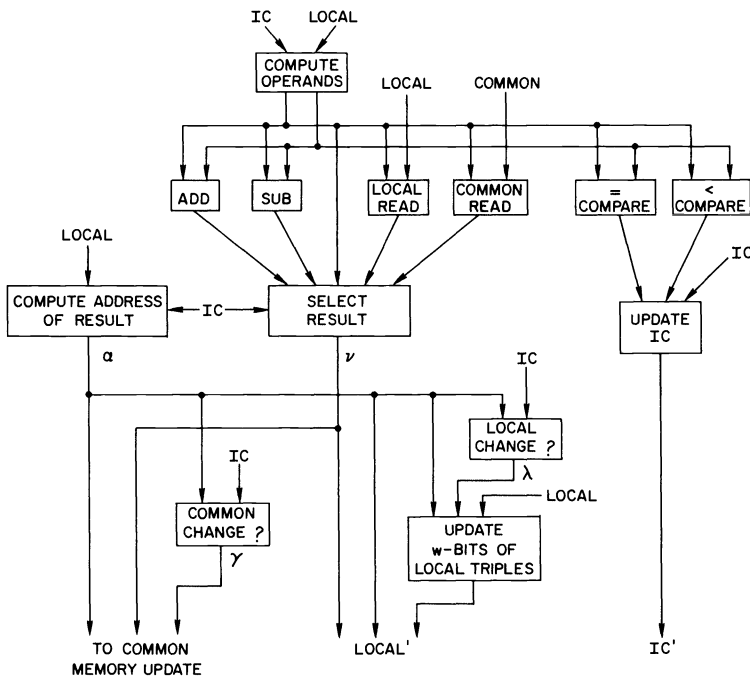 IC LOCAL
COMPUTE
OPERANDS
LOCAL COMMON
ADD
SUB
LOCAL
READ
COMMON
READ
=
COMPARE
<
COMPARE
LOCAL
IC
COMPUTE ADDRESS
OF RESULT
IC
SELECT
RESULT
UPDATE
IC
α
ν
IC
LOCAL
CHANGE ?
λ
IC
LOCAL
COMMON
CHANGE ?
UPDATE
w-BITS OF
LOCAL TRIPLES
γ
TO COMMON
MEMORY UPDATE
LOCAL'
IC'